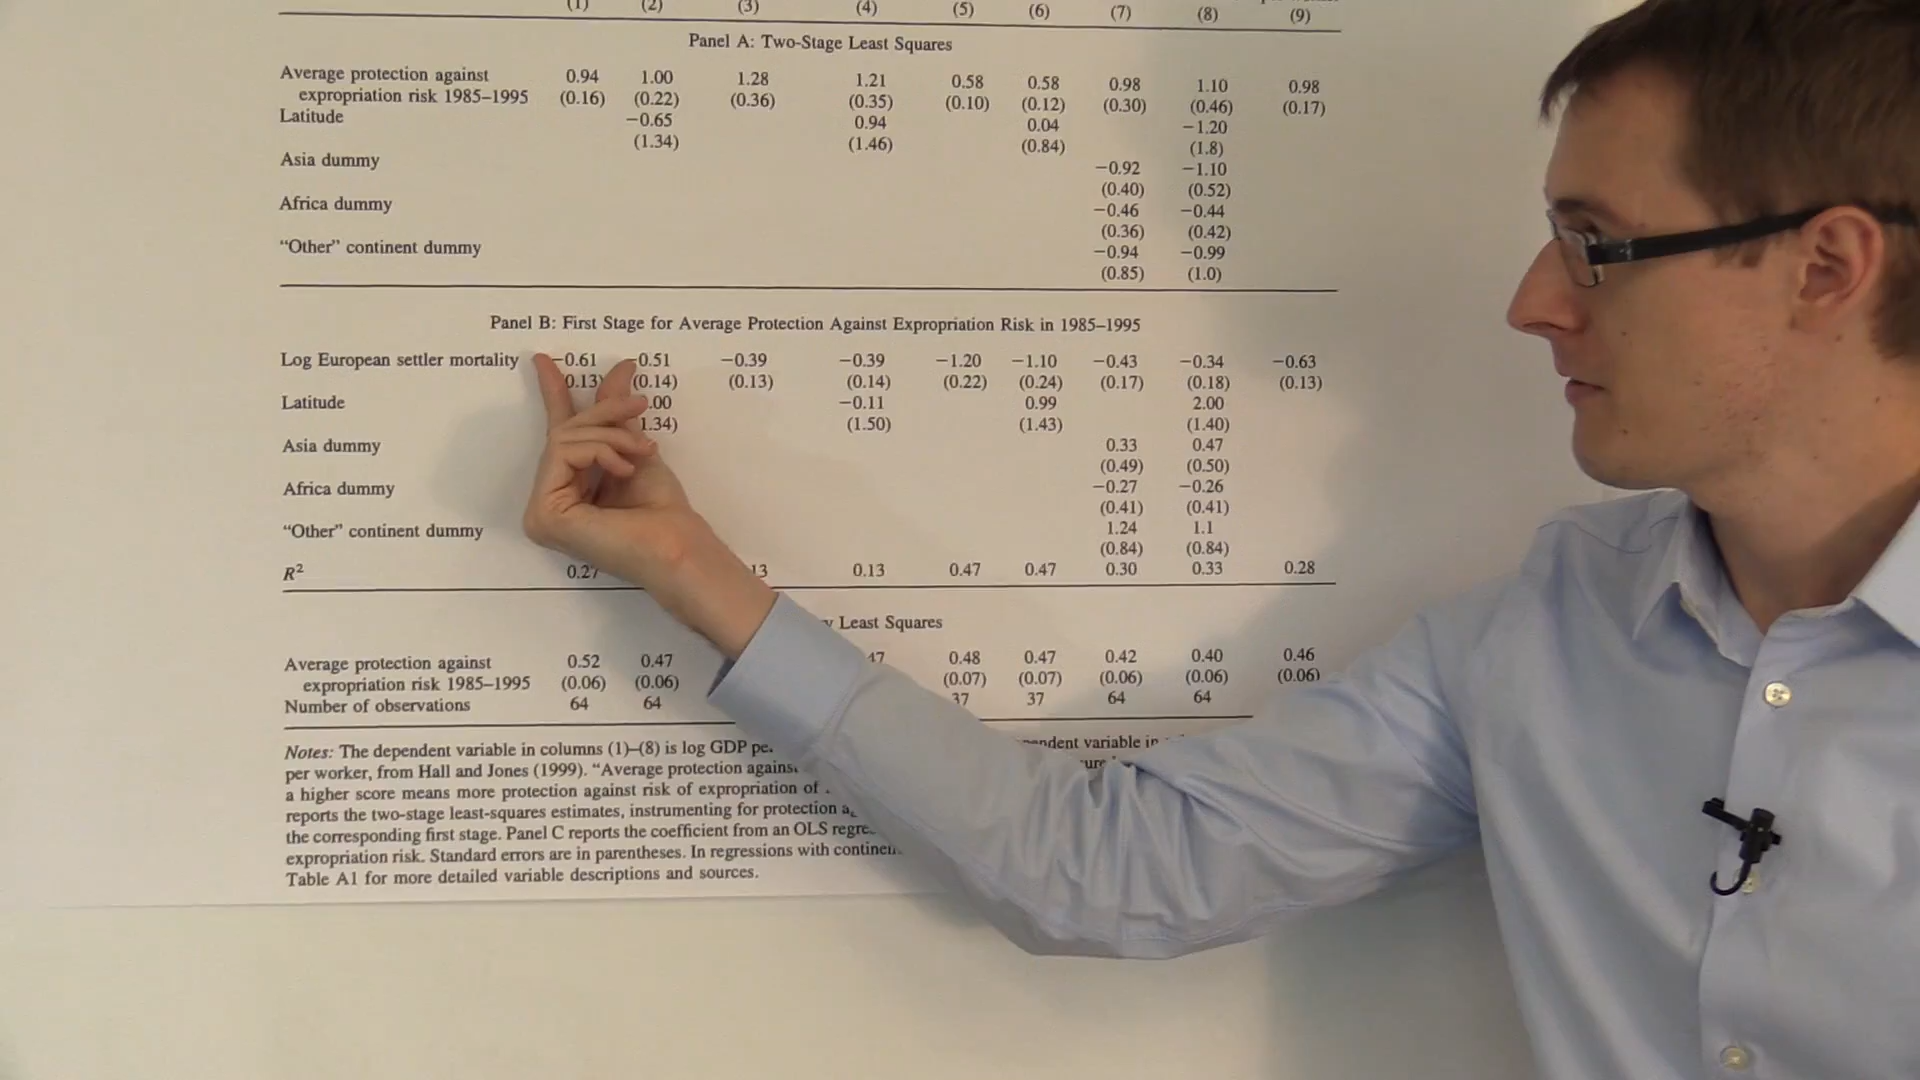 (1) (2) (3) (4) (5) (6) (7) (8) (9)
Panel A: Two-Stage Least Squares
Average protection against 0.94 1.00 1.28 1.21 0.58 0.58 0.98 1.10 0.98
expropriation risk 1985–1995 (0.16) (0.22) (0.36) (0.35) (0.10) (0.12) (0.30) (0.46) (0.17)
Latitude −0.65 0.94 0.04 −1.20
(1.34) (1.46) (0.84) (1.8)
Asia dummy −0.92 −1.10
(0.40) (0.52)
Africa dummy −0.46 −0.44
(0.36) (0.42)
“Other” continent dummy −0.94 −0.99
(0.85) (1.0)
Panel B: First Stage for Average Protection Against Expropriation Risk in 1985–1995
Log European settler mortality −0.61 −0.51 −0.39 −0.39 −1.20 −1.10 −0.43 −0.34 −0.63
0.13) (0.14) (0.13) (0.14) (0.22) (0.24) (0.17) (0.18) (0.13)
Latitude .00 −0.11 0.99 2.00
1.34) (1.50) (1.43) (1.40)
Asia dummy 0.33 0.47
(0.49) (0.50)
Africa dummy −0.27 −0.26
(0.41) (0.41)
“Other” continent dummy 1.24 1.1
(0.84) (0.84)
R² 0.27 13 0.13 0.47 0.47 0.30 0.33 0.28
Least Squares
Average protection against 0.52 0.47 47 0.48 0.47 0.42 0.40 0.46
expropriation risk 1985–1995 (0.06) (0.06) (0.07) (0.07) (0.06) (0.06) (0.06)
Number of observations 64 64 37 37 64 64
Notes: The dependent variable in columns (1)–(8) is log GDP variable in
per worker, from Hall and Jones (1999). “Average protection
a higher score means more protection against risk of expropriation of
reports the two-stage least-squares estimates, instrumenting for protection
the corresponding first stage. Panel C reports the coefficient from an OLS
expropriation risk. Standard errors are in parentheses. In regressions with
Table A1 for more detailed variable descriptions and sources.